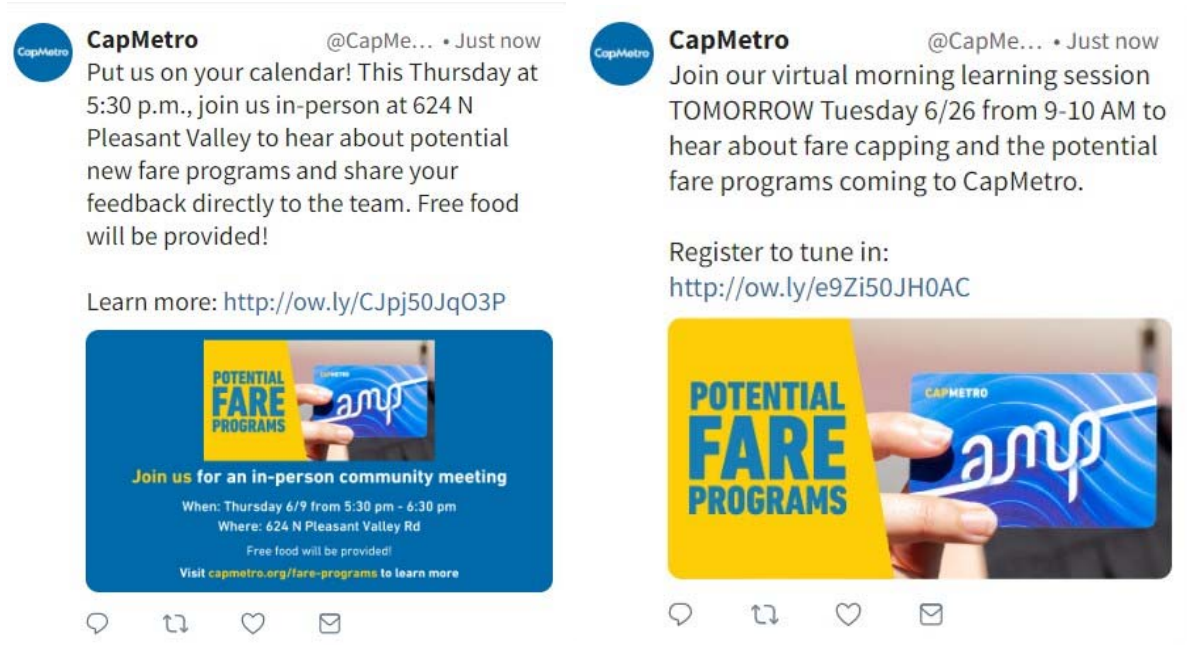 CapMetro
CapMetro @CapMe... • Just now
Put us on your calendar! This Thursday at
5:30 p.m., join us in-person at 624 N
Pleasant Valley to hear about potential
new fare programs and share your
feedback directly to the team. Free food
will be provided!
Learn more: http://ow.ly/CJpj50JqO3P
POTENTIAL
FARE
PROGRAMS
CAPMETRO
amp
Join us for an in-person community meeting
When: Thursday 6/9 from 5:30 pm - 6:30 pm
Where: 624 N Pleasant Valley Rd
Free food will be provided!
Visit capmetro.org/fare-programs to learn more
CapMetro
CapMetro @CapMe... • Just now
Join our virtual morning learning session
TOMORROW Tuesday 6/26 from 9-10 AM to
hear about fare capping and the potential
fare programs coming to CapMetro.
Register to tune in:
http://ow.ly/e9Zi50JH0AC
POTENTIAL
FARE
PROGRAMS
CAPMETRO
amp